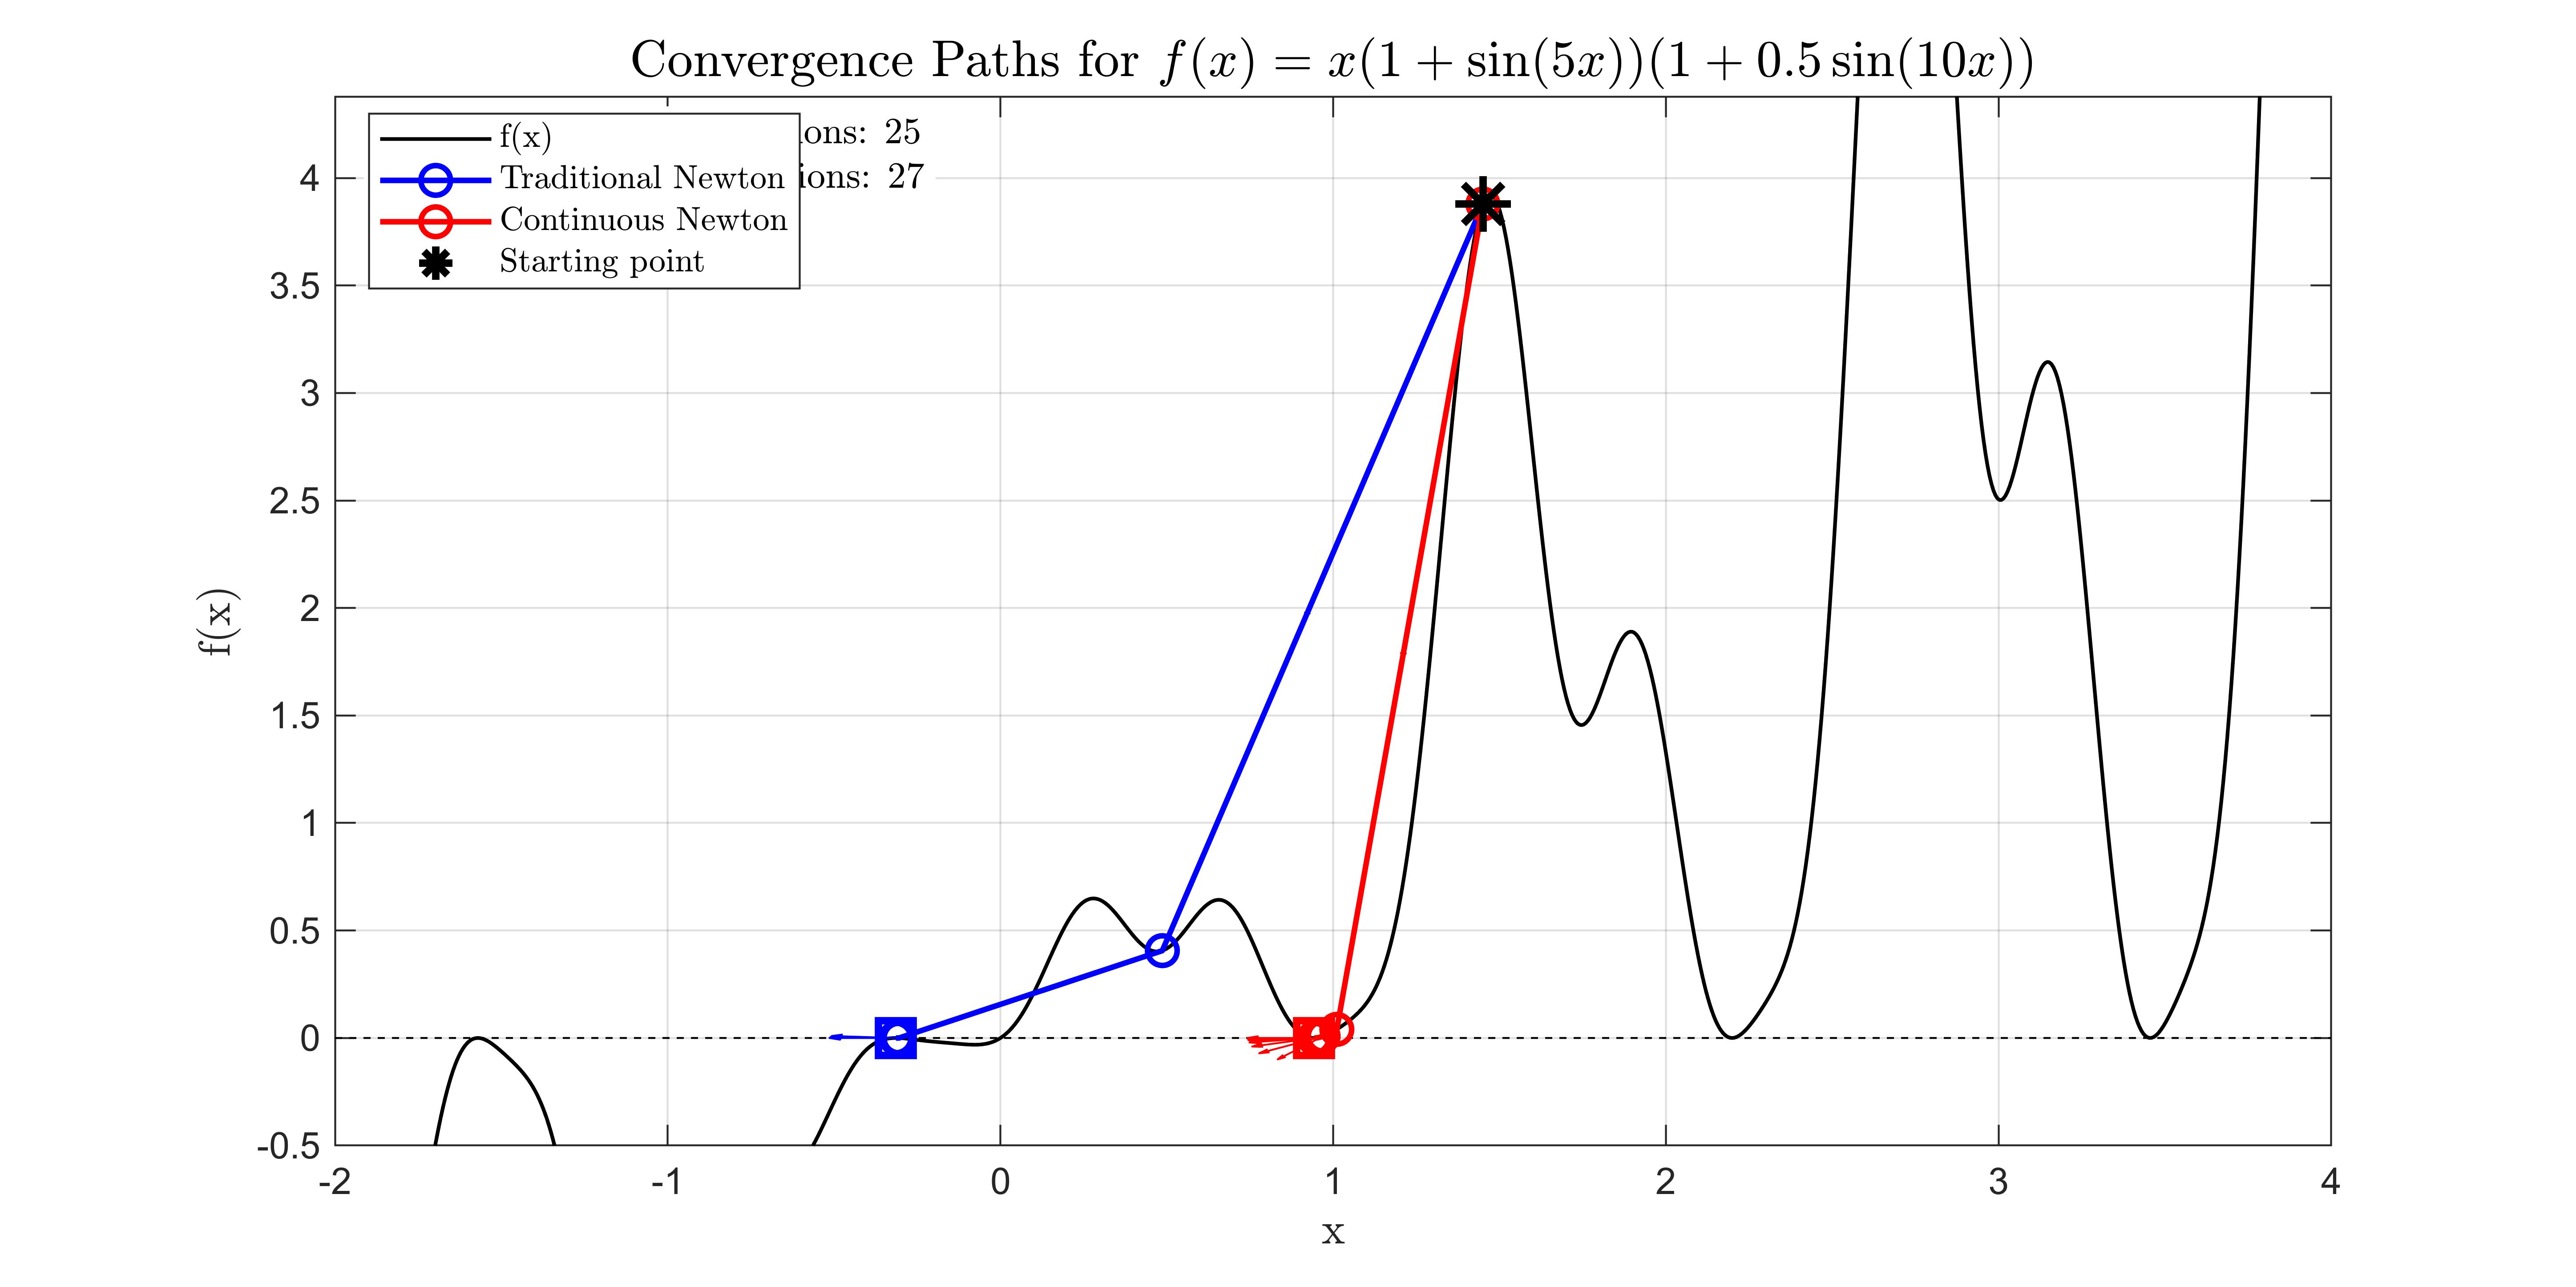 Convergence Paths for f(x) = x(1 + sin(5x))(1 + 0.5 sin(10x))
f(x)
Traditional Newton
Continuous Newton
Starting point
ons: 25
ions: 27
4
3.5
3
2.5
2
1.5
1
0.5
0
-0.5
f(x)
-2
-1
0
1
2
3
4
x